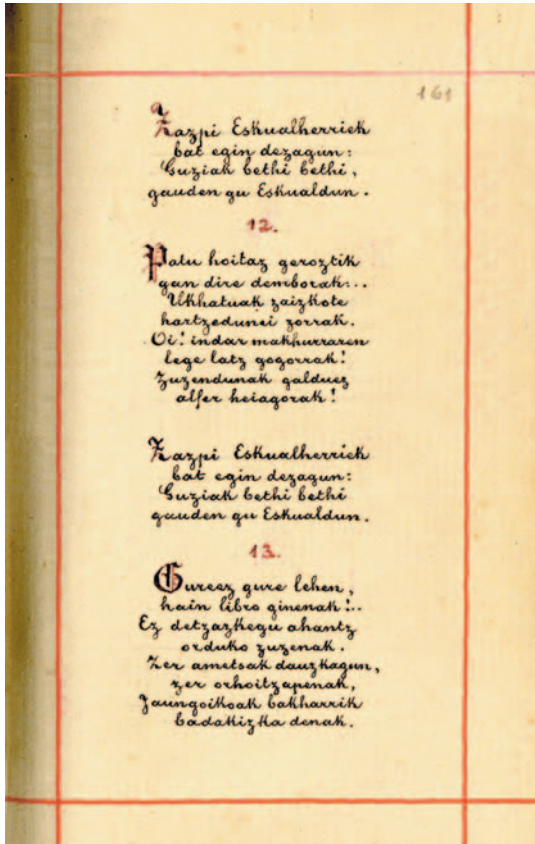 161
Zazpi Eskualherriek
bat egin dezagun:
Guziak bethi bethi,
gauden gu Eskualdun.
12.
Patu hoitaz geroztik
gan dire demborak:..
Ukhatuak zaizkote
hartzedunei zorrak.
Oi! indar makhurraren
lege latz gogorrak!
Zuzendunak galduez
alfer heiagorak!
Zazpi Eskualherriek
bat egin dezagun:
Guziak bethi bethi
gauden gu Eskualdun.
13.
Gureez gure lehen,
hain libro ginenak!..
Ez detzazkegu ahantz
orduko zuzenak.
Zer ametsak dauzkagun,
zer orhoitzapenak,
Jaungoikoak bakharrik
badakizka denak.